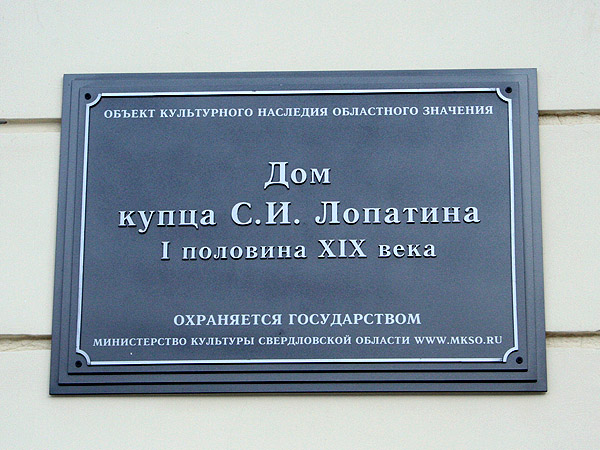 ОБЪЕКТ КУЛЬТУРНОГО НАСЛЕДИЯ ОБЛАСТНОГО ЗНАЧЕНИЯ
Дом
купца С.И. Лопатина
I половина XIX века
ОХРАНЯЕТСЯ ГОСУДАРСТВОМ
МИНИСТЕРСТВО КУЛЬТУРЫ СВЕРДЛОВСКОЙ ОБЛАСТИ WWW.MKSO.RU